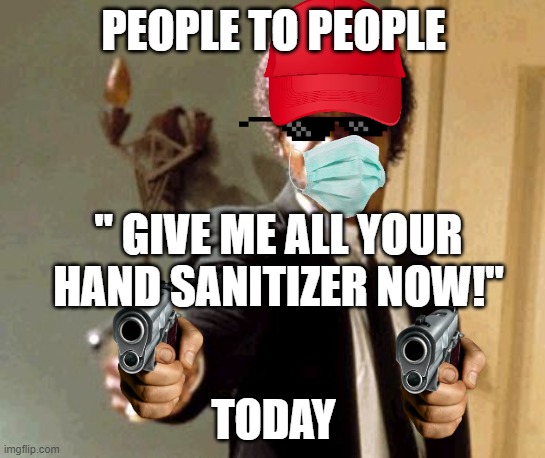 PEOPLE TO PEOPLE
" GIVE ME ALL YOUR
HAND SANITIZER NOW!"
TODAY
imgflip.com